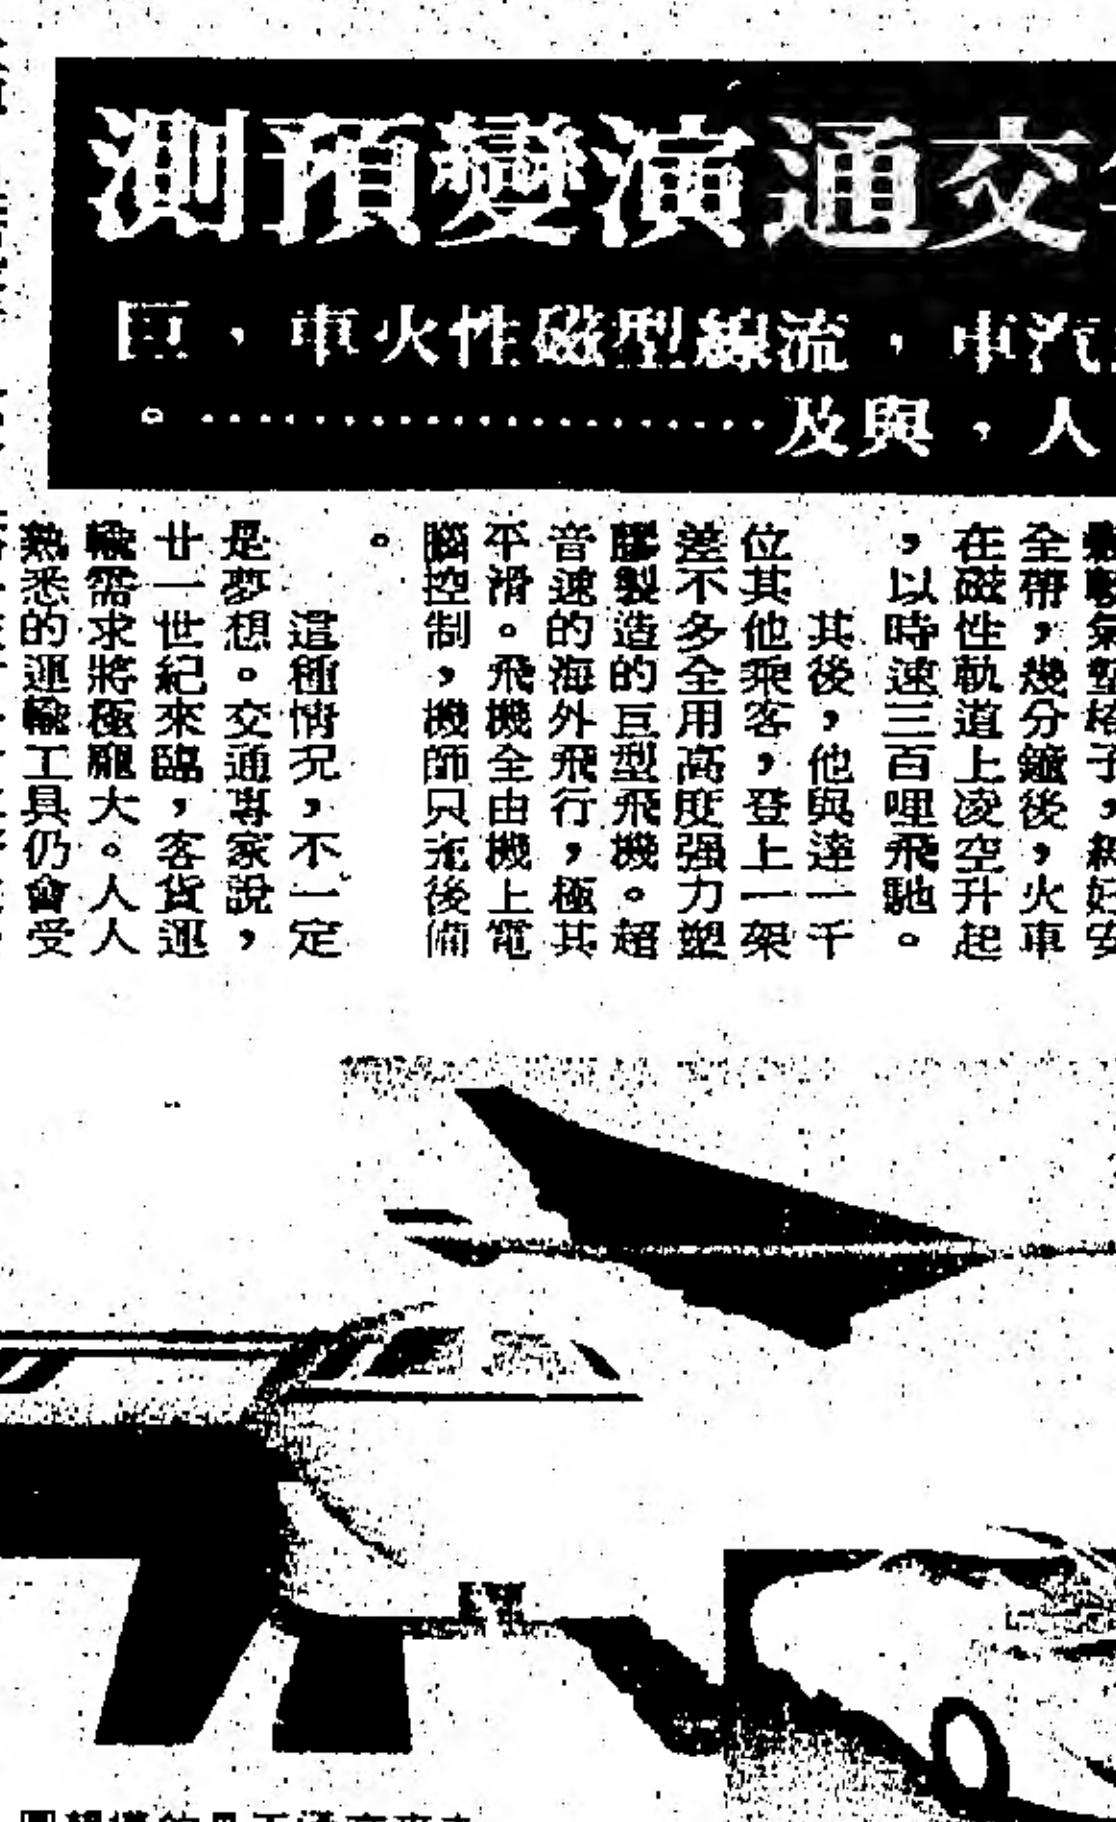 交通演變預測
汽車，流線型磁性火車，巨
人，與及……………………。
全帶，幾分鐘後，火車
在磁性軌道上凌空升起
，以時速三百哩飛馳。
其後，他與達一千
位其他乘客，登上一架
差不多全用高度强力塑
膠製造的巨型飛機。超
音速的海外飛行，極其
平滑。飛機全由機上電
腦控制，機師只充後備
。
這種情况，不一定
是夢想。交通專家說，
廿一世紀來臨，客貨運
輸需求將極龐大。人人
熟悉的運輸工具仍會受